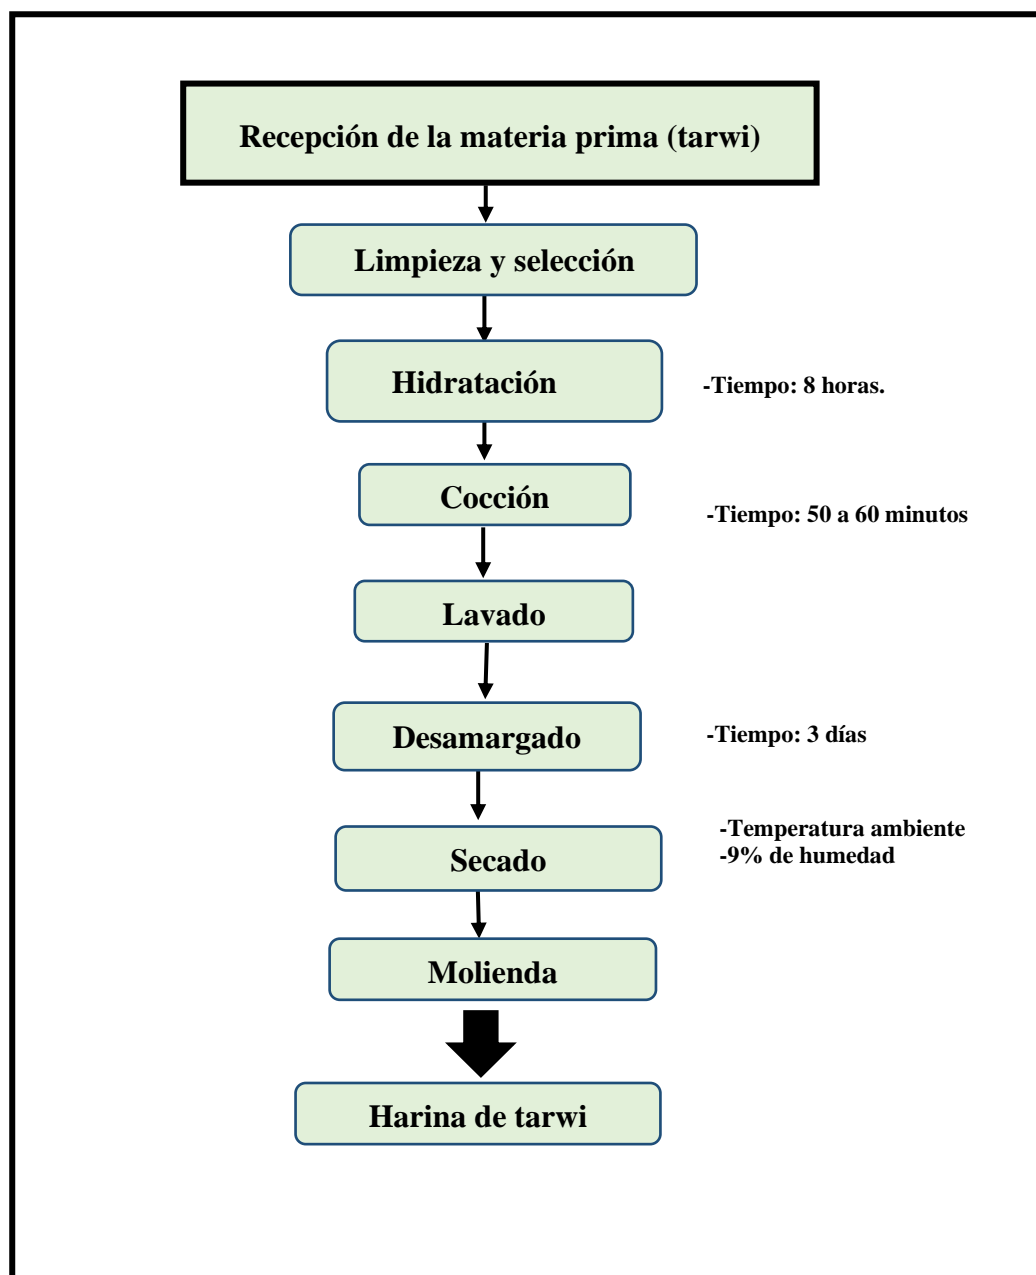 Recepción de la materia prima (tarwi)
Limpieza y selección
Hidratación
-Tiempo: 8 horas.
Cocción
-Tiempo: 50 a 60 minutos
Lavado
Desamargado
-Tiempo: 3 días
Secado
-Temperatura ambiente
-9% de humedad
Molienda
Harina de tarwi